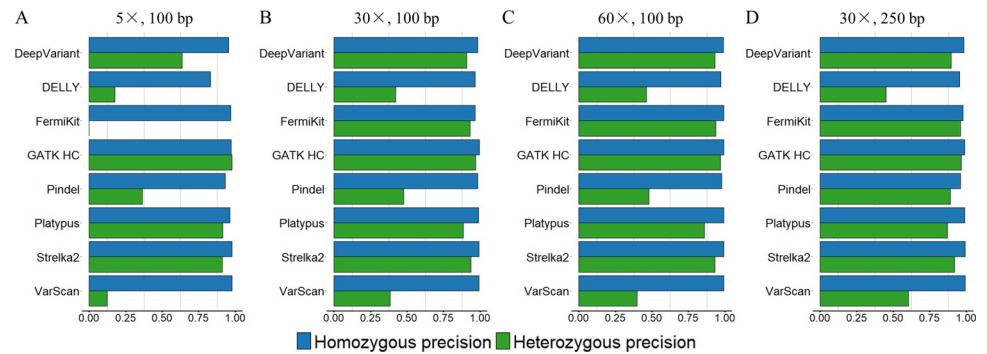 A 5×, 100 bp
DeepVariant
DELLY
FermiKit
GATK HC
Pindel
Platypus
Strelka2
VarScan
0.00 0.25 0.50 0.75 1.00
B 30×, 100 bp
DeepVariant
DELLY
FermiKit
GATK HC
Pindel
Platypus
Strelka2
VarScan
0.00 0.25 0.50 0.75 1.00
C 60×, 100 bp
DeepVariant
DELLY
FermiKit
GATK HC
Pindel
Platypus
Strelka2
VarScan
0.00 0.25 0.50 0.75 1.00
D 30×, 250 bp
DeepVariant
DELLY
FermiKit
GATK HC
Pindel
Platypus
Strelka2
VarScan
0.00 0.25 0.50 0.75 1.00
Homozygous precision Heterozygous precision